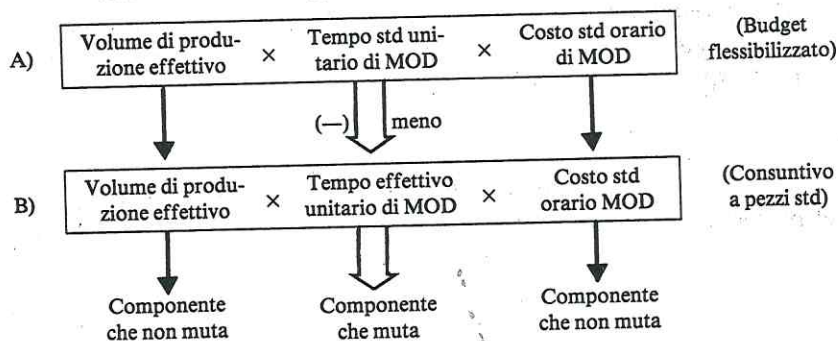 A)
Volume di produ-
zione effettivo
×
Tempo std uni-
tario di MOD
×
Costo std orario
di MOD
(Budget
flessibilizzato)
(—)
meno
B)
Volume di produ-
zione effettivo
×
Tempo effettivo
unitario di MOD
×
Costo std
orario MOD
(Consuntivo
a pezzi std)
Componente
che non muta
Componente
che muta
Componente
che non muta